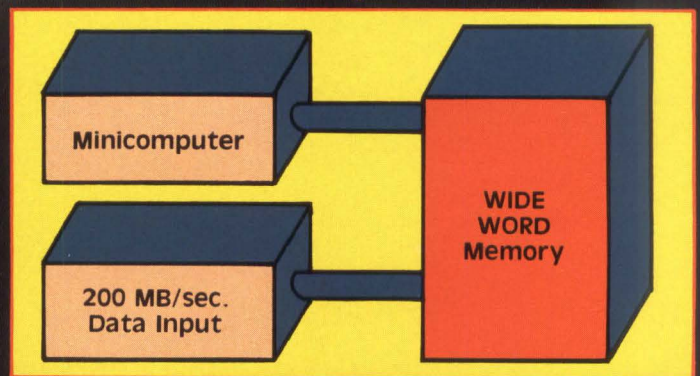 Minicomputer
200 MB/sec.
Data Input
WIDE
WORD
Memory